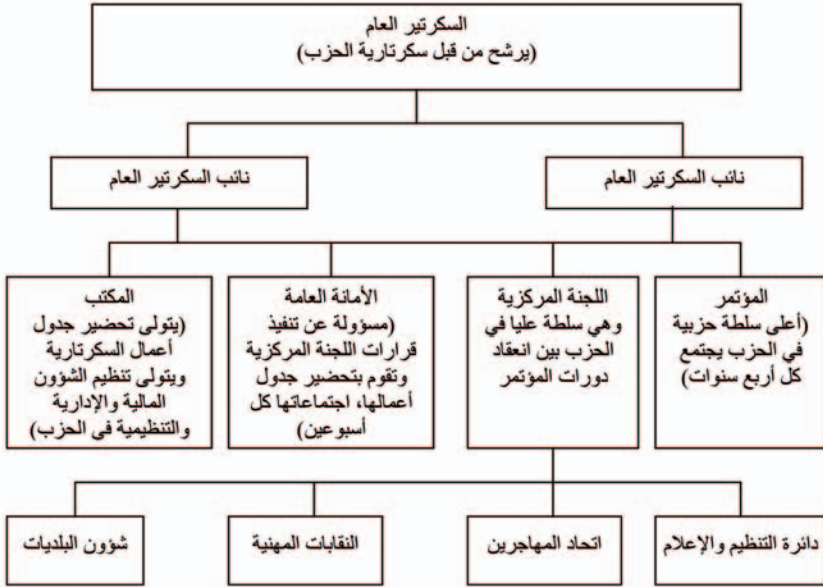 السكرتير العام
(يرشح من قبل سكرتارية الحزب)
نائب السكرتير العام
نائب السكرتير العام
المؤتمر
(أعلى سلطة حزبية
في الحزب يجتمع
كل أربع سنوات)
اللجنة المركزية
وهي سلطة عليا في
الحزب بين انعقاد
دورات المؤتمر
الأمانة العامة
(مسؤولة عن تنفيذ
قرارات اللجنة المركزية
وتقوم بتحضير جدول
أعمالها، اجتماعاتها كل
أسبوعين)
المكتب
(يتولى تحضير جدول
أعمال السكرتارية
ويتولى تنظيم الشؤون
المالية والإدارية
والتنظيمية في الحزب)
دائرة التنظيم والإعلام
اتحاد المهاجرين
النقابات المهنية
شؤون البلديات